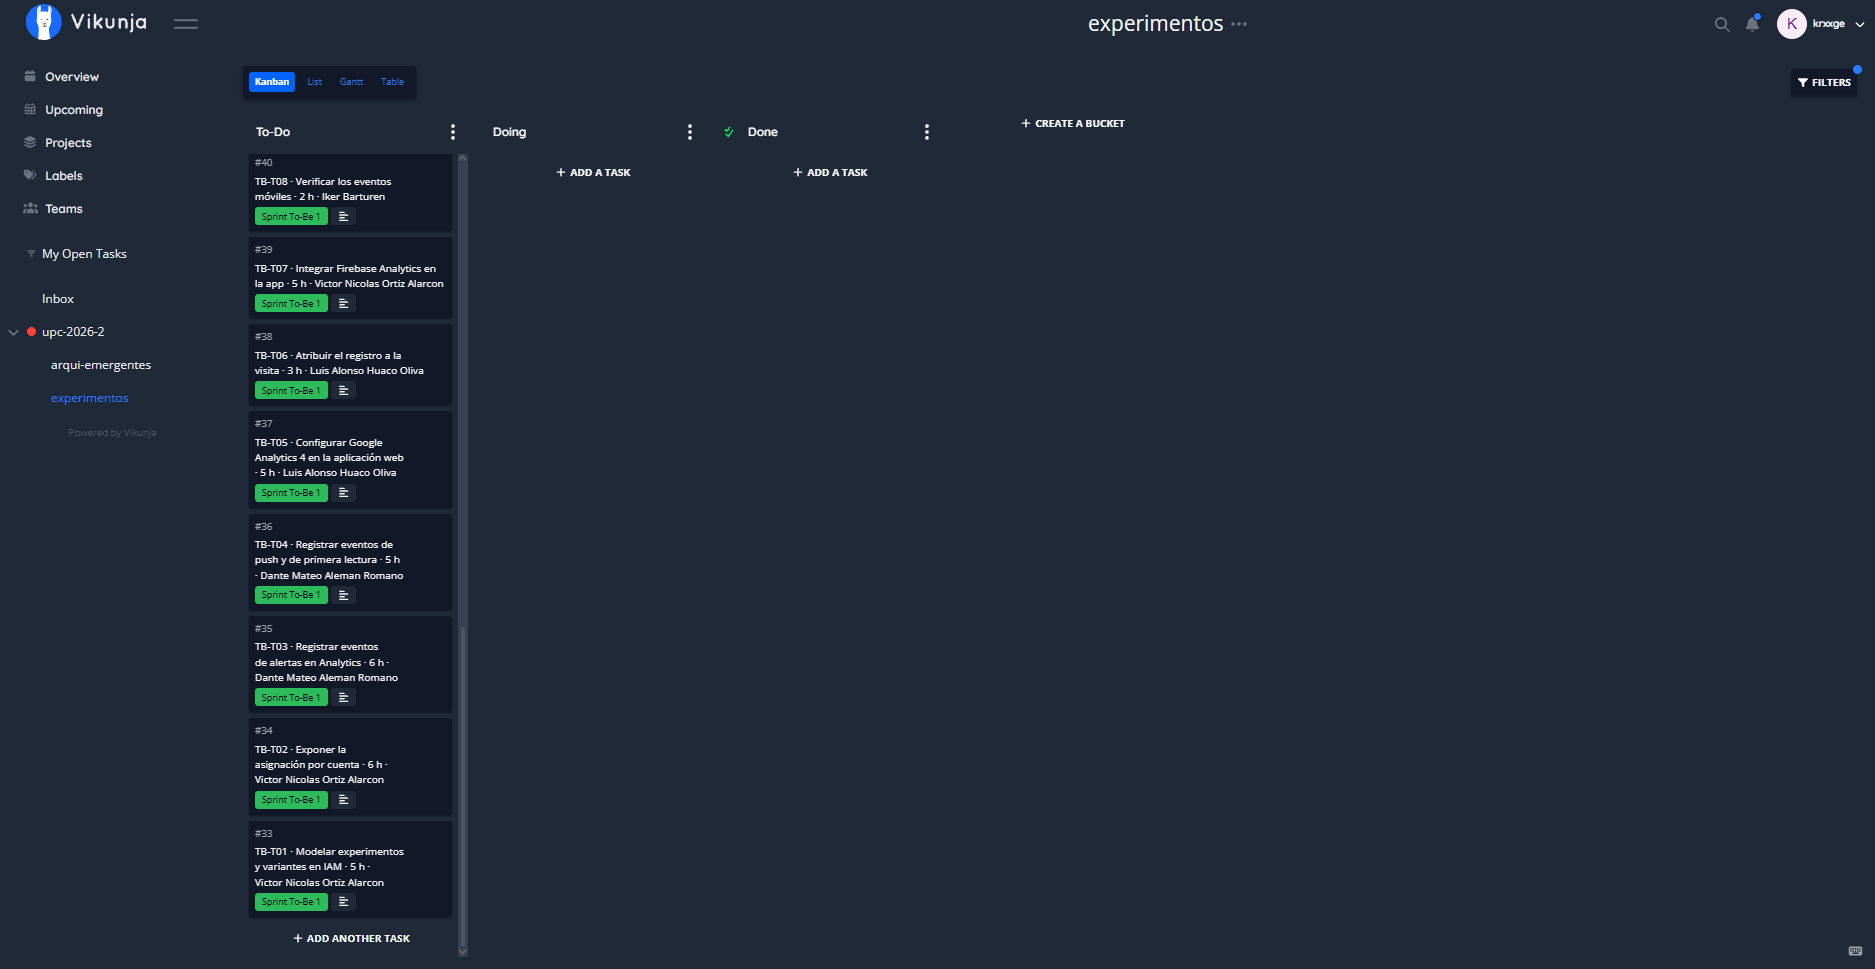 Vikunja
experimentos
krxxge
Overview
Upcoming
Projects
Labels
Teams
My Open Tasks
Inbox
upc-2026-2
arqui-emergentes
experimentos
Powered by Vikunja
Kanban
List
Gantt
Table
FILTERS
To-Do
#40
TB-T08 · Verificar los eventos
móviles · 2 h · Iker Barturen
Sprint To-Be 1
#39
TB-T07 · Integrar Firebase Analytics en
la app · 5 h · Victor Nicolas Ortiz Alarcon
Sprint To-Be 1
#38
TB-T06 · Atribuir el registro a la
visita · 3 h · Luis Alonso Huaco Oliva
Sprint To-Be 1
#37
TB-T05 · Configurar Google
Analytics 4 en la aplicación web
· 5 h · Luis Alonso Huaco Oliva
Sprint To-Be 1
#36
TB-T04 · Registrar eventos de
push y de primera lectura · 5 h
· Dante Mateo Aleman Romano
Sprint To-Be 1
#35
TB-T03 · Registrar eventos
de alertas en Analytics · 6 h ·
Dante Mateo Aleman Romano
Sprint To-Be 1
#34
TB-T02 · Exponer la
asignación por cuenta · 6 h ·
Victor Nicolas Ortiz Alarcon
Sprint To-Be 1
#33
TB-T01 · Modelar experimentos
y variantes en IAM · 5 h ·
Victor Nicolas Ortiz Alarcon
Sprint To-Be 1
+ ADD ANOTHER TASK
Doing
+ ADD A TASK
Done
+ ADD A TASK
+ CREATE A BUCKET
K